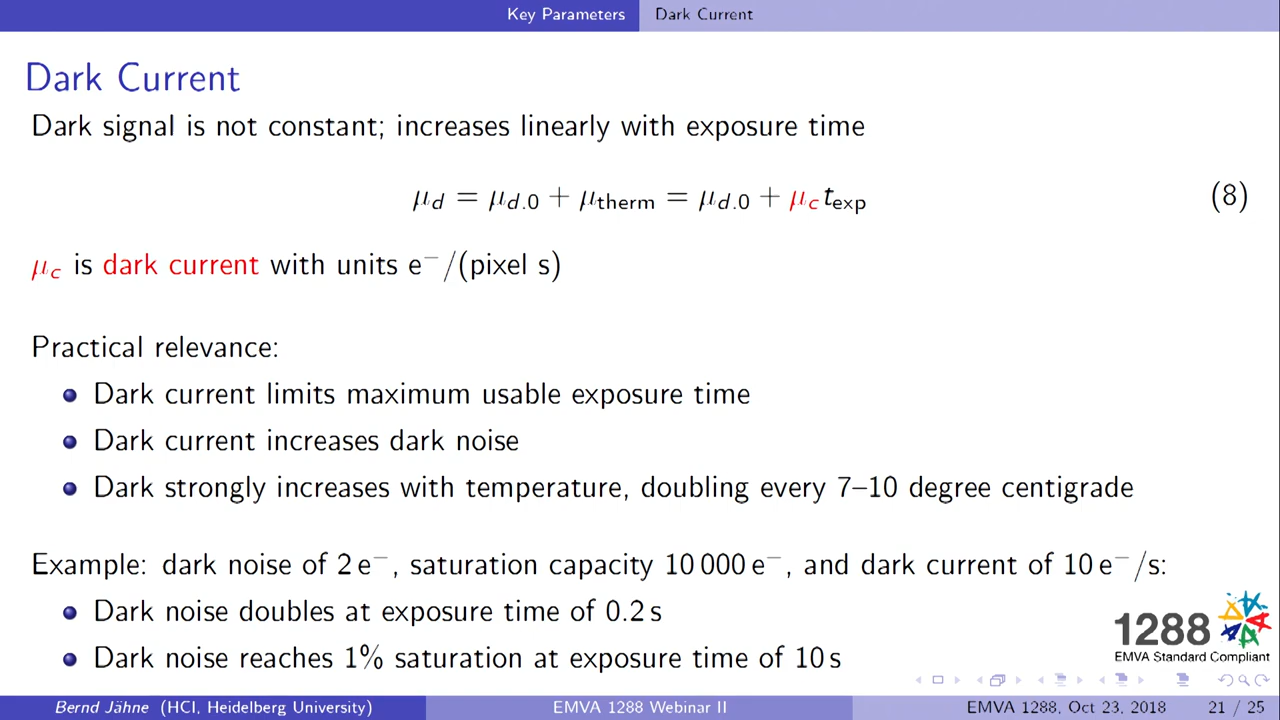 Key Parameters Dark Current
Dark Current
Dark signal is not constant; increases linearly with exposure time
μd = μd.0 + μtherm = μd.0 + μc texp (8)
μc is dark current with units e−/(pixel s)
Practical relevance:
Dark current limits maximum usable exposure time
Dark current increases dark noise
Dark strongly increases with temperature, doubling every 7–10 degree centigrade
Example: dark noise of 2 e−, saturation capacity 10 000 e−, and dark current of 10 e−/s:
Dark noise doubles at exposure time of 0.2 s
Dark noise reaches 1% saturation at exposure time of 10 s
1288
EMVA Standard Compliant
Bernd Jähne (HCI, Heidelberg University) EMVA 1288 Webinar II EMVA 1288, Oct 23, 2018 21 / 25